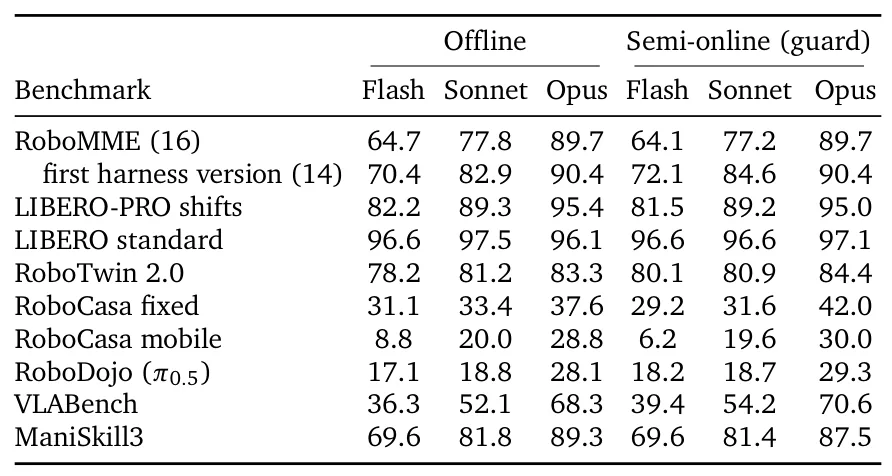 Offline Semi-online (guard)
Benchmark Flash Sonnet Opus Flash Sonnet Opus
RoboMME (16) 64.7 77.8 89.7 64.1 77.2 89.7
first harness version (14) 70.4 82.9 90.4 72.1 84.6 90.4
LIBERO-PRO shifts 82.2 89.3 95.4 81.5 89.2 95.0
LIBERO standard 96.6 97.5 96.1 96.6 96.6 97.1
RoboTwin 2.0 78.2 81.2 83.3 80.1 80.9 84.4
RoboCasa fixed 31.1 33.4 37.6 29.2 31.6 42.0
RoboCasa mobile 8.8 20.0 28.8 6.2 19.6 30.0
RoboDojo (π0.5) 17.1 18.8 28.1 18.2 18.7 29.3
VLABench 36.3 52.1 68.3 39.4 54.2 70.6
ManiSkill3 69.6 81.8 89.3 69.6 81.4 87.5